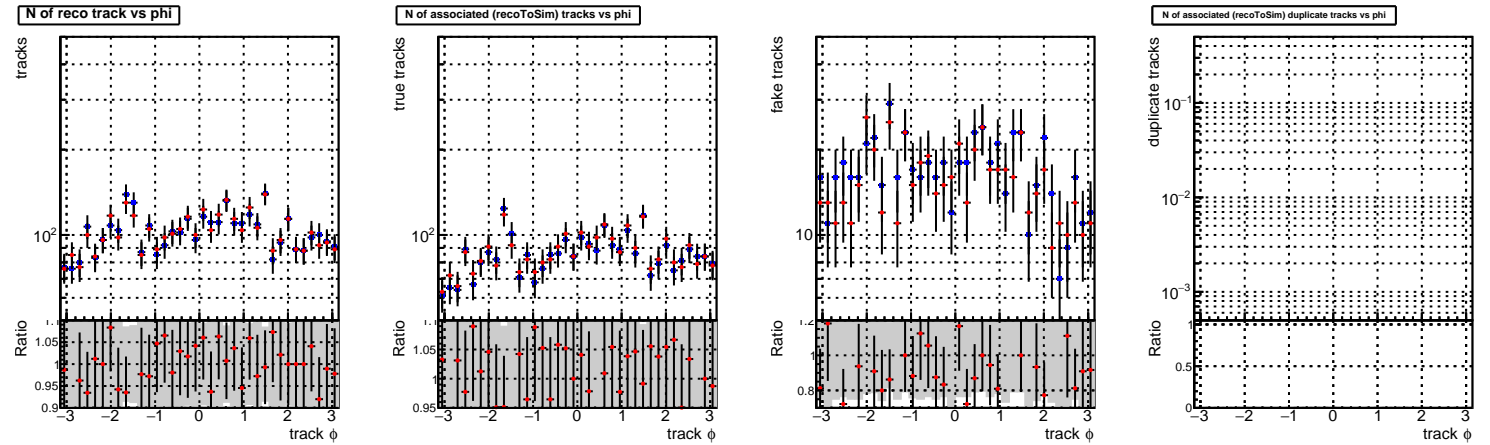 N of reco track vs phi
tracks
10²
Ratio
1.1
1.05
1
0.95
0.9
−3 −2 −1 0 1 2 3
track ϕ
N of associated (recoToSim) tracks vs phi
true tracks
10²
Ratio
1.1
1.05
1
0.95
−3 −2 −1 0 1 2 3
track ϕ
fake tracks
10
Ratio
1.2
1
0.8
−3 −2 −1 0 1 2 3
track ϕ
N of associated (recoToSim) duplicate tracks vs phi
duplicate tracks
10⁻¹
10⁻²
10⁻³
Ratio
1
0.5
0
−3 −2 −1 0 1 2 3
track ϕ